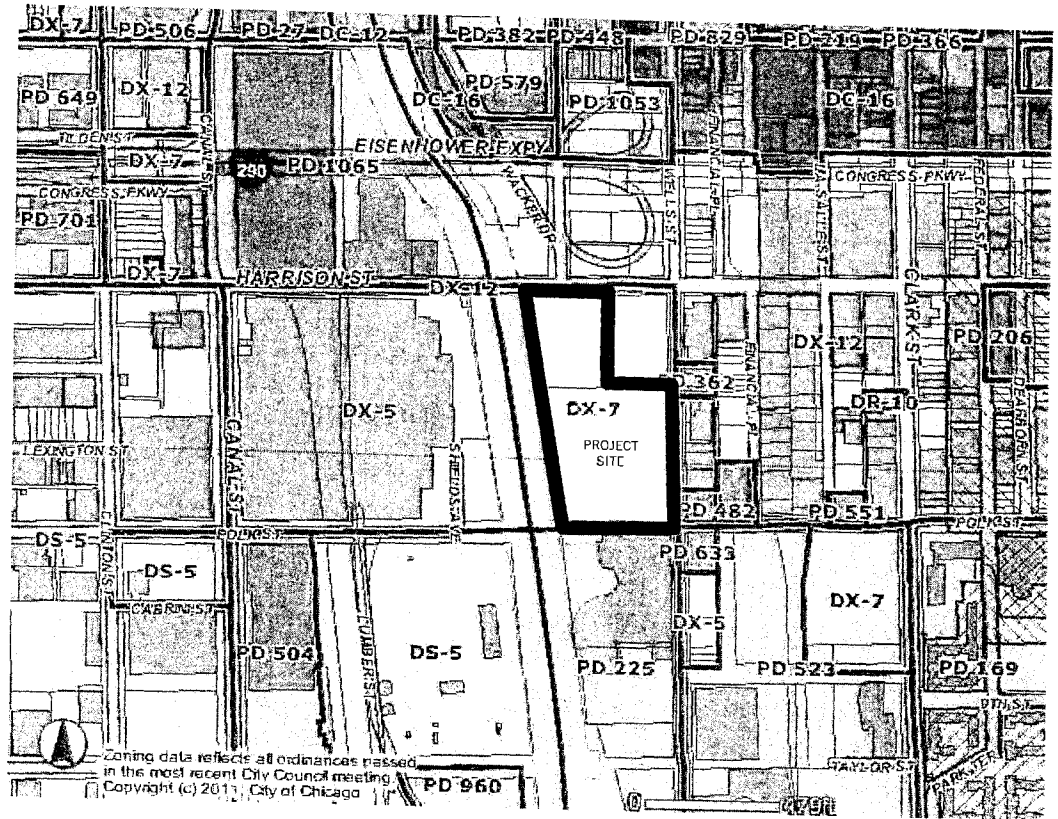 DX-7
PD 506
PD 27
DC-12
PD 382
PD 448
PD 829
PD 719
PD 366
PD 649
DX-12
PD 579
DC-16
PD 1053
DC-16
TILDEN ST
CANAL ST
EISENHOWER EXPY
FINANCIAL PL
DX-7
290
PD 1065
WACKER DR
WELLS ST
LA SALLE ST
CONGRESS PKWY
FEDERAL ST
CONGRESS PKWY
PD 701
DX-7
HARRISON ST
DX-12
CLARK ST
DX-12
PD 206
FINANCIAL PL
DX-5
DX-7
DR-10
DEARBORN ST
PROJECT
SITE
LEXINGTON ST
CANAL ST
PD 482
PD 551
CLINTON ST
POLK ST
POLK ST
DS-5
PD 633
DS-5
DX-7
CABRINI ST
DX-5
PD 504
DS-5
PD 225
PD 523
PD 169
9TH ST
Zoning data reflects all ordinances passed
in the most recent City Council meeting.
Copyright (c) 2011, City of Chicago
PD 960
TAYLOR ST
0